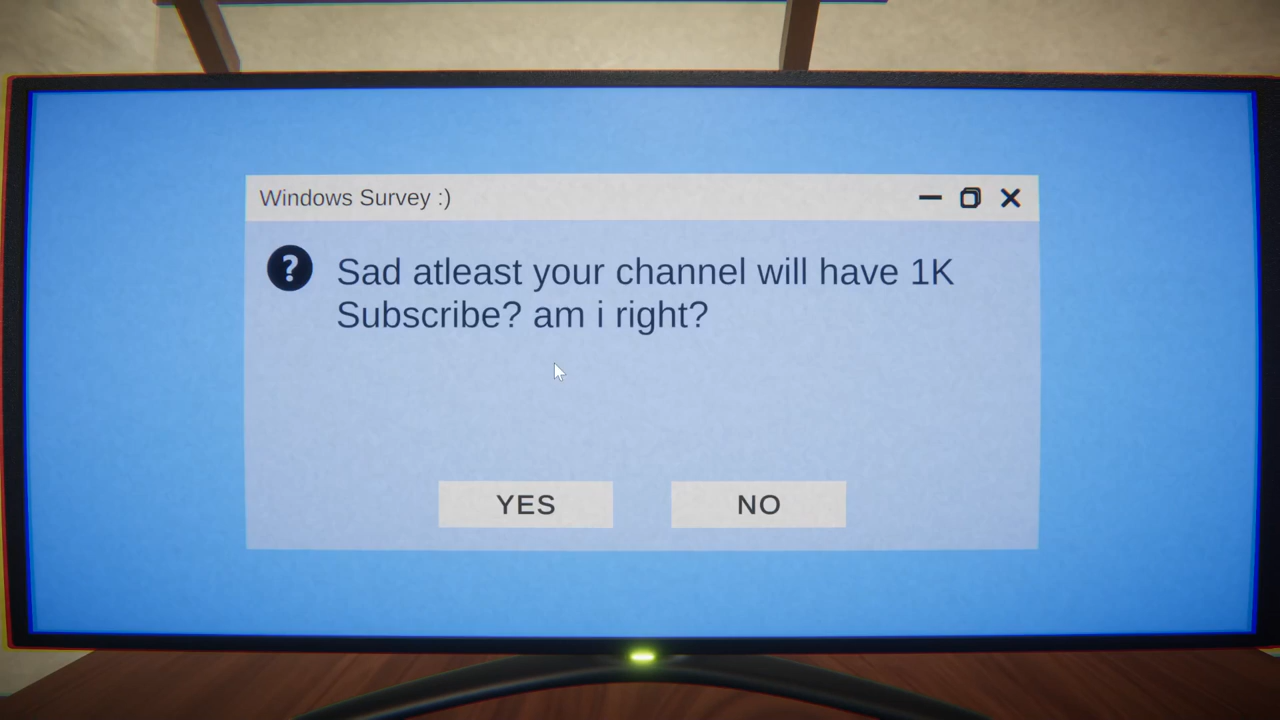 Windows Survey :)
?
Sad atleast your channel will have 1K
Subscribe? am i right?
YES
NO